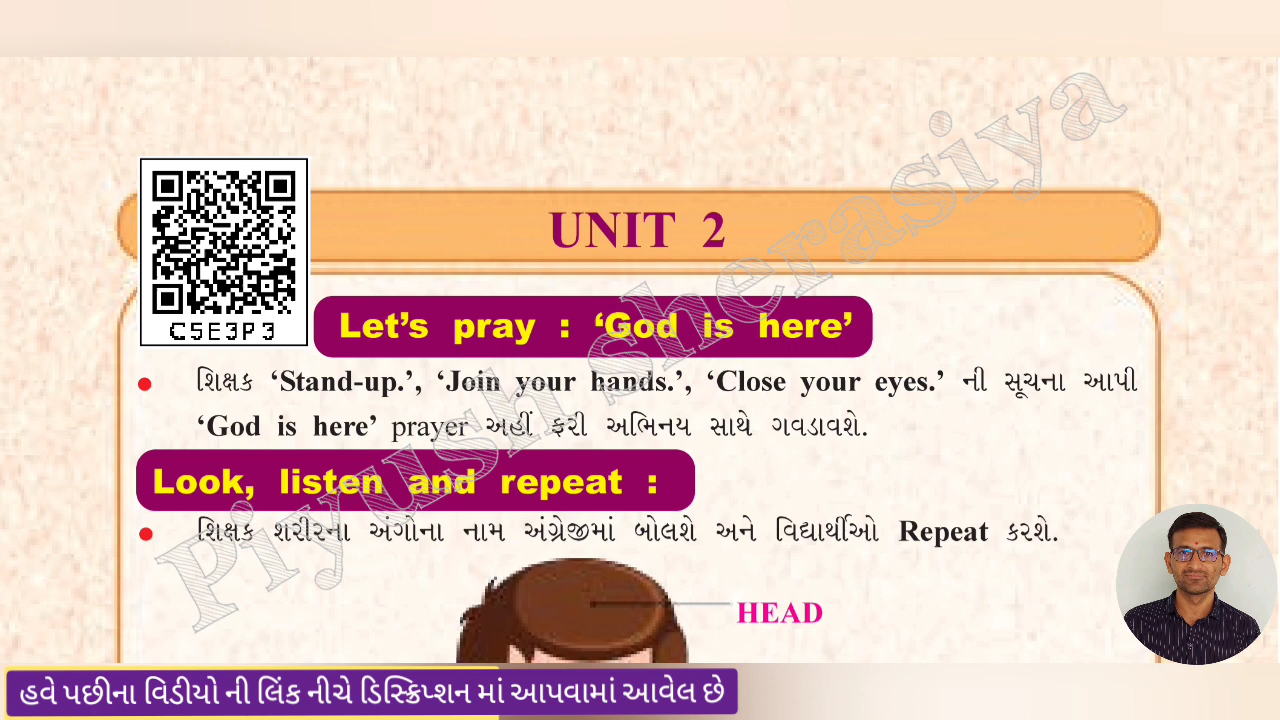 UNIT 2
C5E3P3
Let's pray : 'God is here'
શિક્ષક 'Stand-up.', 'Join your hands.', 'Close your eyes.' ની સૂચના આપી
'God is here' prayer અહીં ફરી અભિનય સાથે ગવડાવશે.
Look, listen and repeat :
શિક્ષક શરીરના અંગોના નામ અંગ્રેજીમાં બોલશે અને વિદ્યાર્થીઓ Repeat કરશે.
HEAD
Piyush sherasiya
હવે પછીના વિડીયો ની લિંક નીચે ડિસ્ક્રિપ્શન માં આપવામાં આવેલ છે